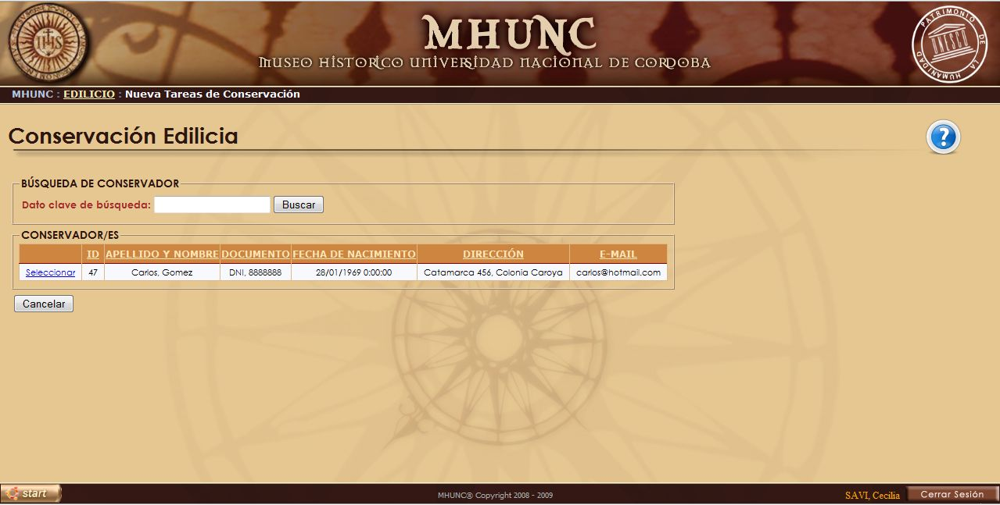 MHUNC
MUSEO HISTORICO UNIVERSIDAD NACIONAL DE CORDOBA
IHS
PATRIMONIO DE LA HUMANIDAD
UNESCO
MHUNC : EDILICIO : Nueva Tareas de Conservación
Conservación Edilicia
?
BÚSQUEDA DE CONSERVADOR
Dato clave de búsqueda: Buscar
CONSERVADOR/ES
ID APELLIDO Y NOMBRE DOCUMENTO FECHA DE NACIMIENTO DIRECCIÓN E-MAIL
Seleccionar 47 Carlos, Gomez DNI, 8888888 28/01/1969 0:00:00 Catamarca 456, Colonia Caroya carlos@hotmail.com
Cancelar
start MHUNC® Copyright 2008 - 2009 SAVI, Cecilia Cerrar Sesión